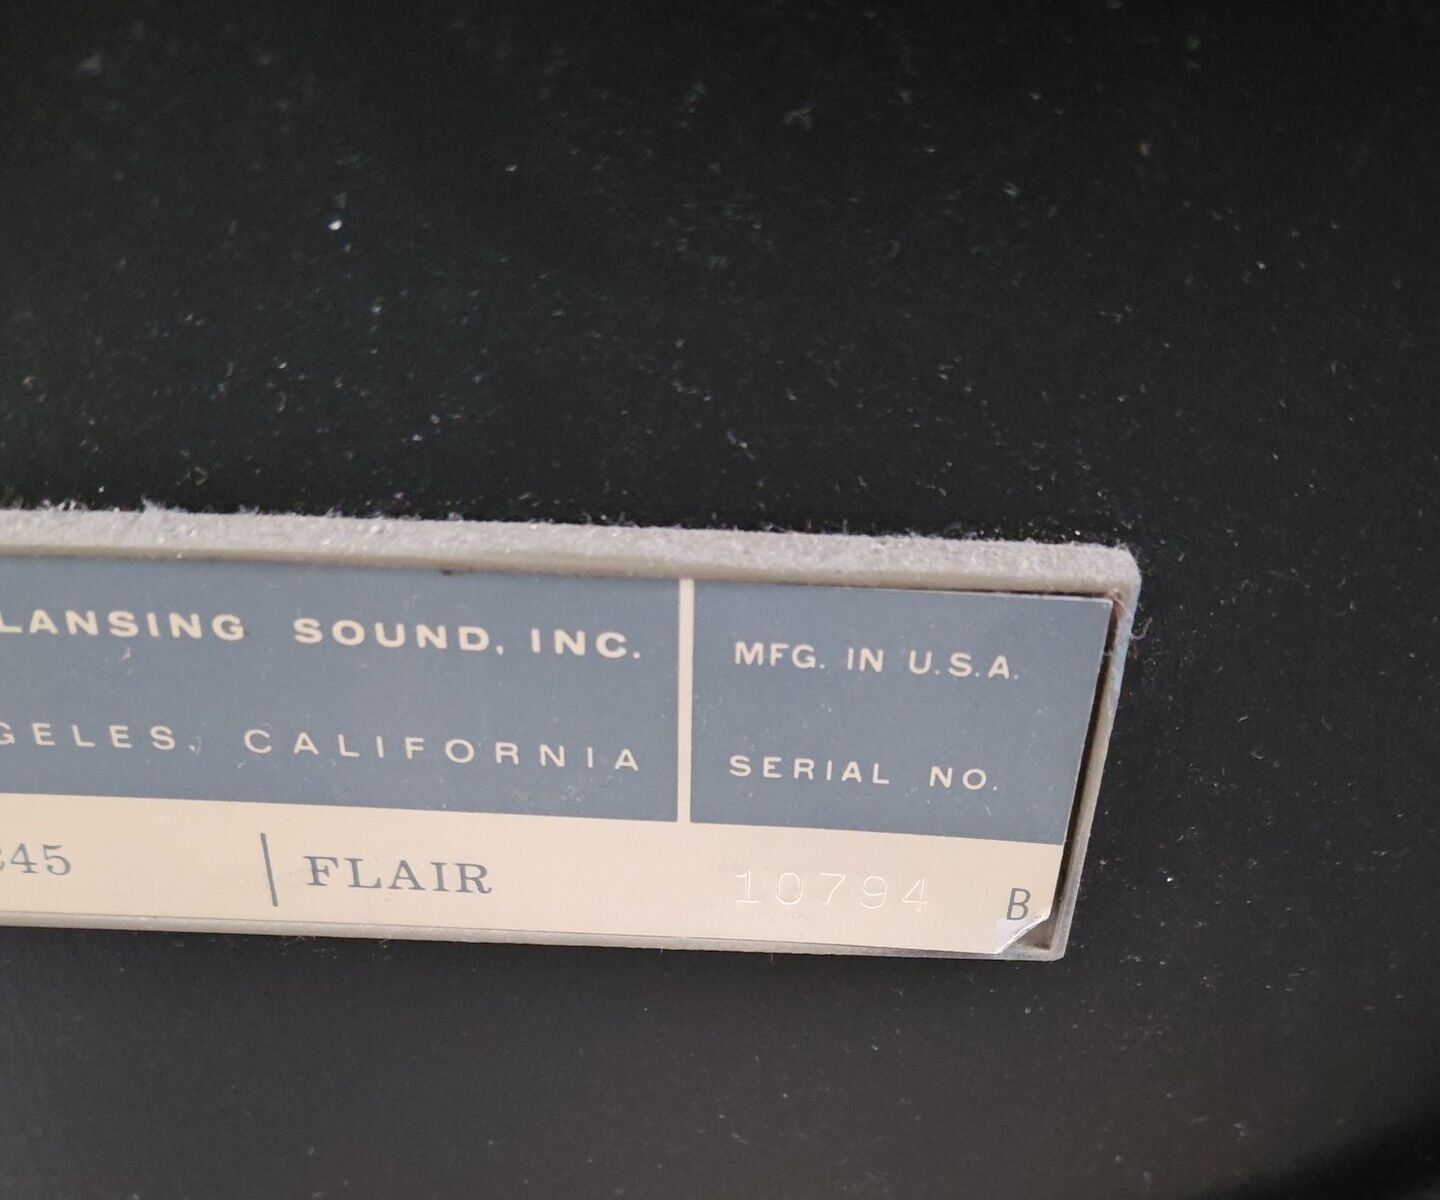 LANSING SOUND, INC.
GELES, CALIFORNIA
MFG. IN U.S.A.
SERIAL NO.
45 | FLAIR
10794 B